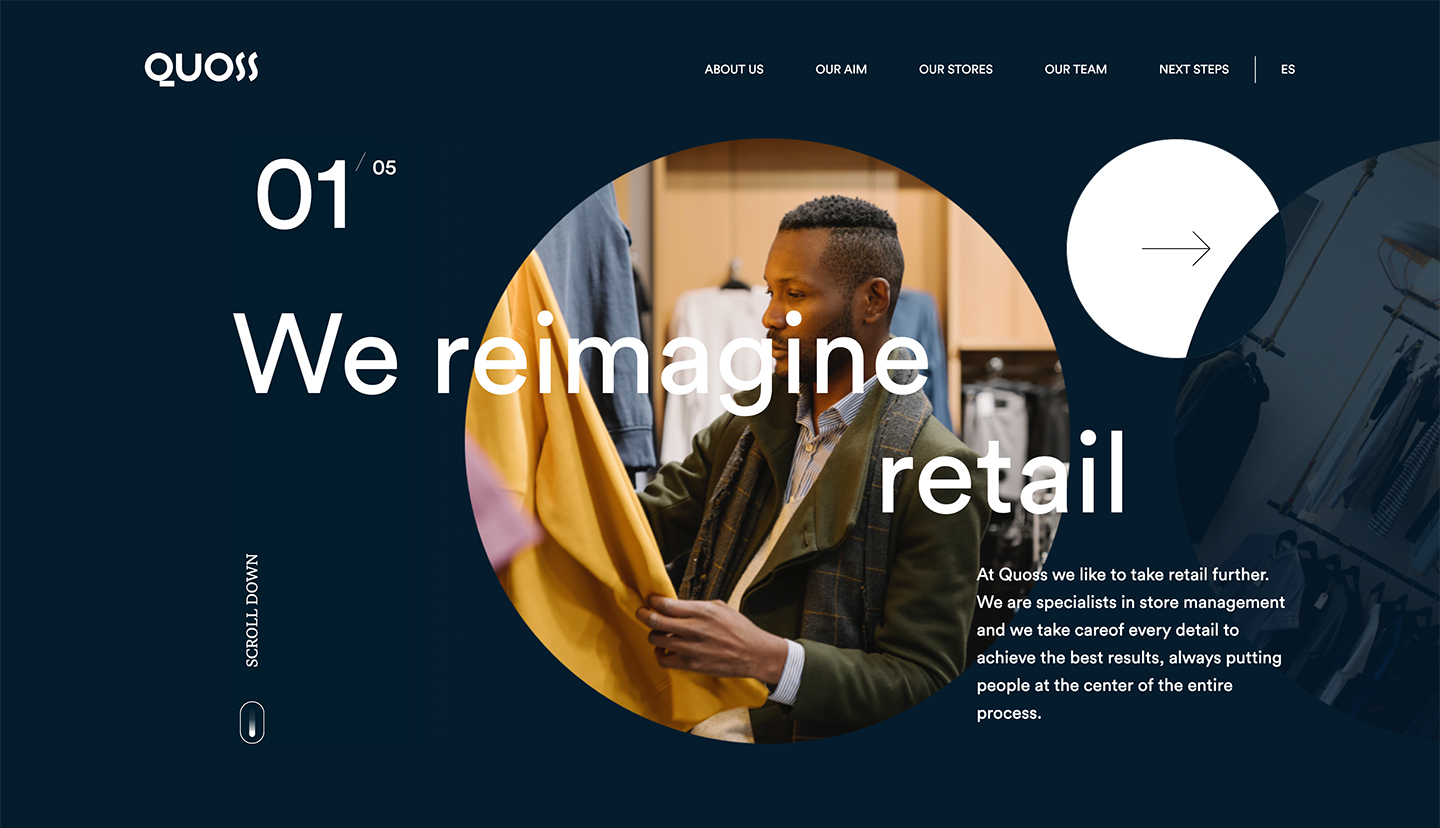 QUOSS
ABOUT US
OUR AIM
OUR STORES
OUR TEAM
NEXT STEPS
ES
01 / 05
We reimagine
retail
At Quoss we like to take retail further.
We are specialists in store management
and we take careof every detail to
achieve the best results, always putting
people at the center of the entire
process.
SCROLL DOWN